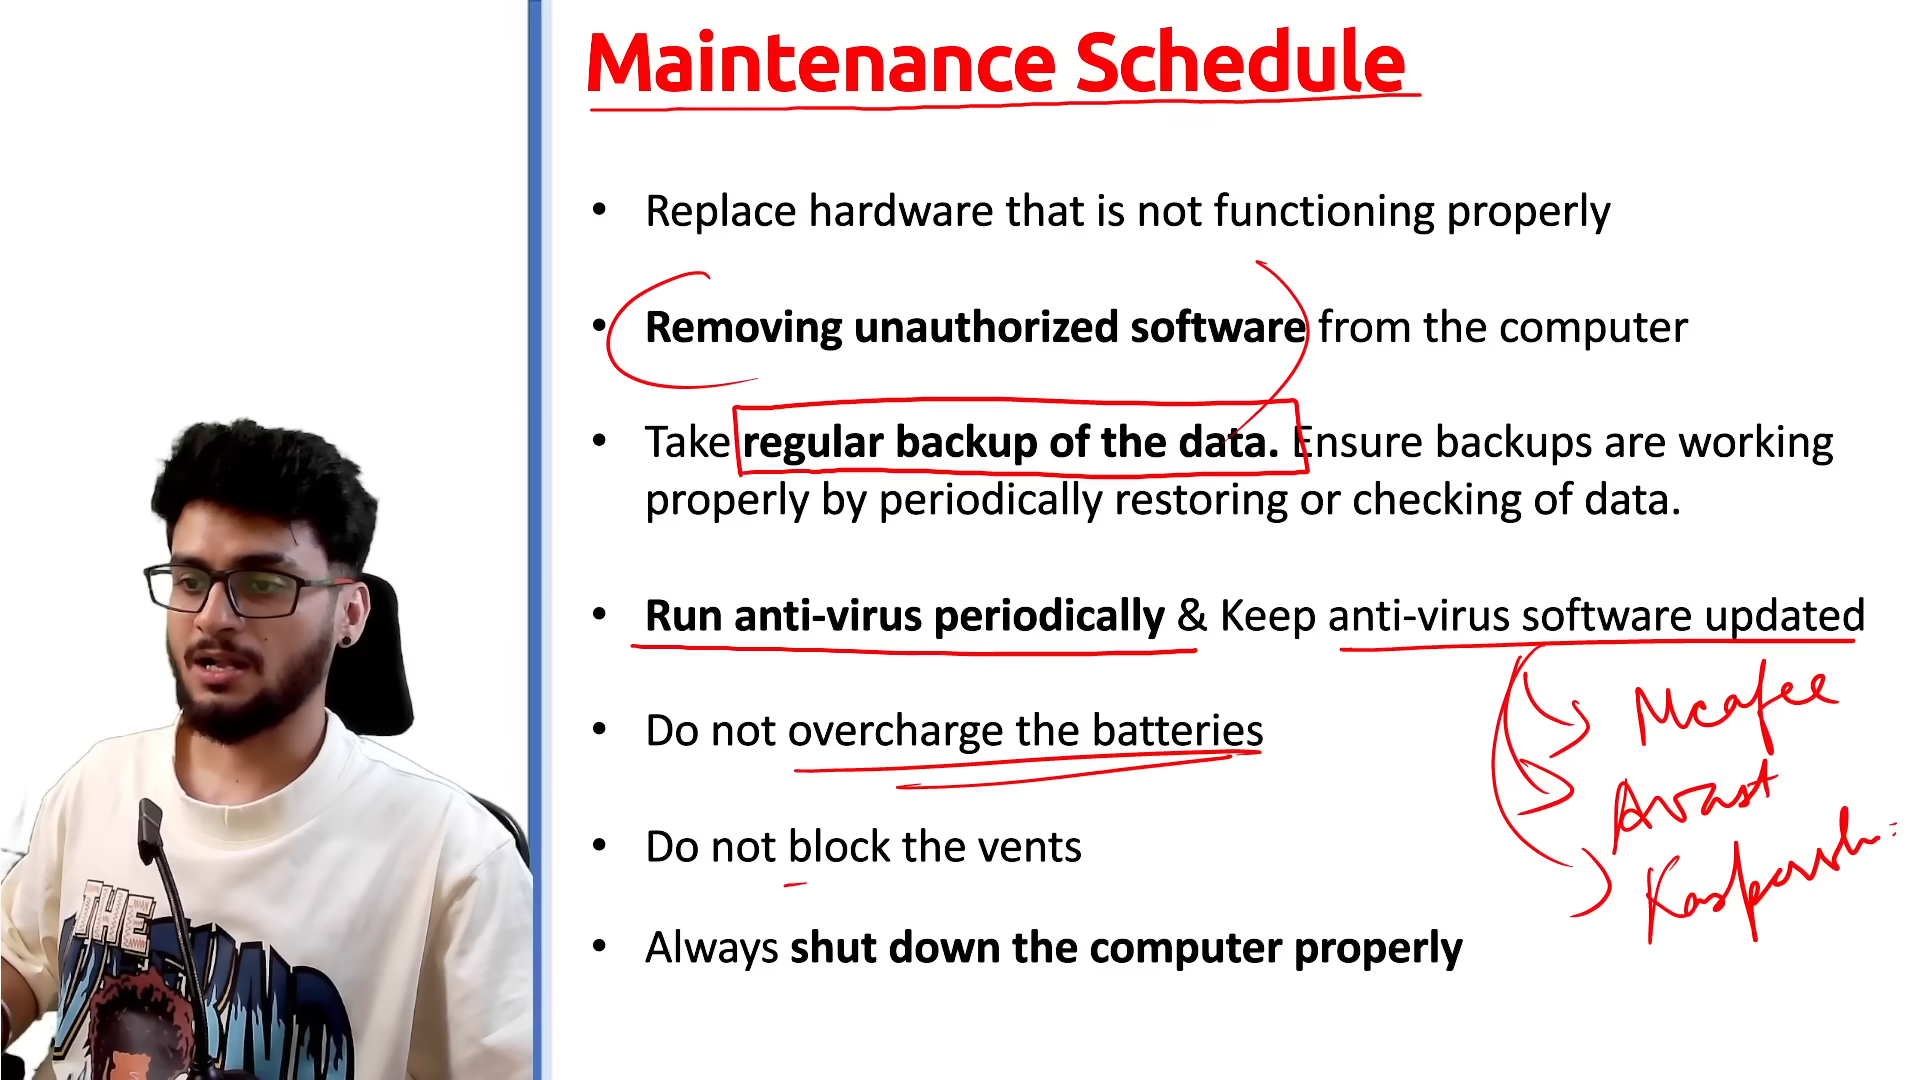 Maintenance Schedule
• Replace hardware that is not functioning properly
• Removing unauthorized software from the computer
• Take regular backup of the data. Ensure backups are working
properly by periodically restoring or checking of data.
• Run anti-virus periodically & Keep anti-virus software updated
Mcafee
• Do not overcharge the batteries
Avast
• Do not block the vents
• Always shut down the computer properly
THE